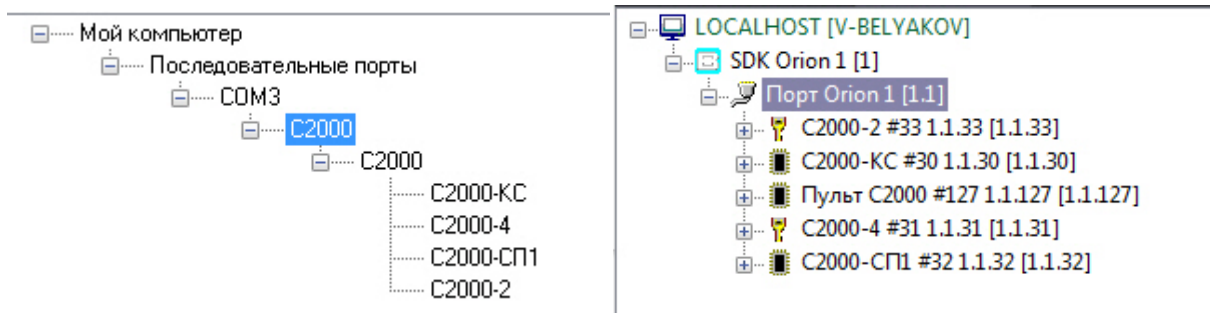 Мой компьютер
Последовательные порты
COM3
С2000
С2000
С2000-КС
С2000-4
С2000-СП1
С2000-2
LOCALHOST [V-BELYAKOV]
SDK Orion 1 [1]
Порт Orion 1 [1.1]
С2000-2 #33 1.1.33 [1.1.33]
С2000-КС #30 1.1.30 [1.1.30]
Пульт С2000 #127 1.1.127 [1.1.127]
С2000-4 #31 1.1.31 [1.1.31]
С2000-СП1 #32 1.1.32 [1.1.32]